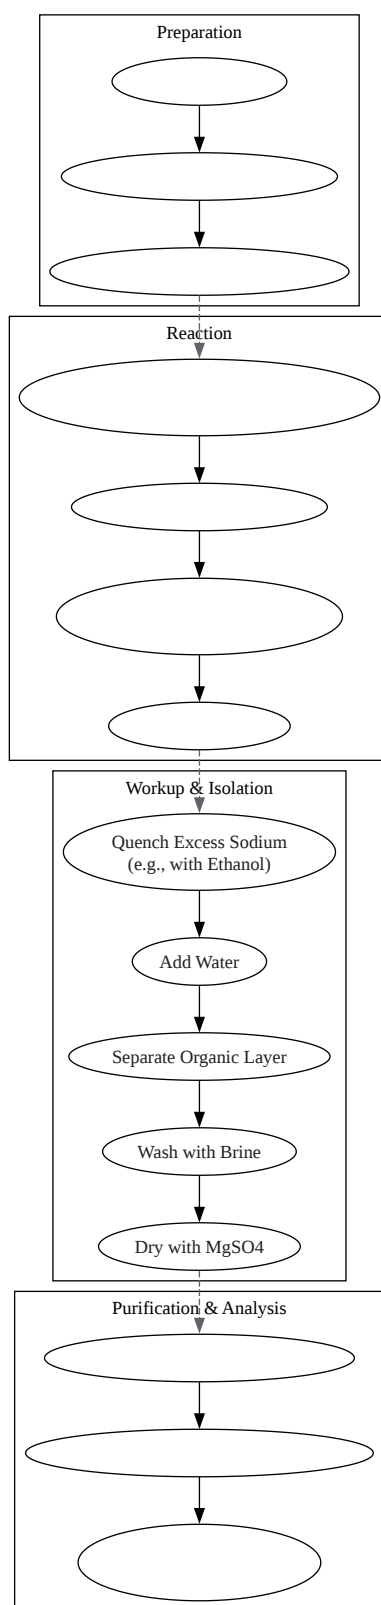 Preparation
Reaction
Workup & Isolation
Quench Excess Sodium
(e.g., with Ethanol)
Add Water
Separate Organic Layer
Wash with Brine
Dry with MgSO4
Purification & Analysis